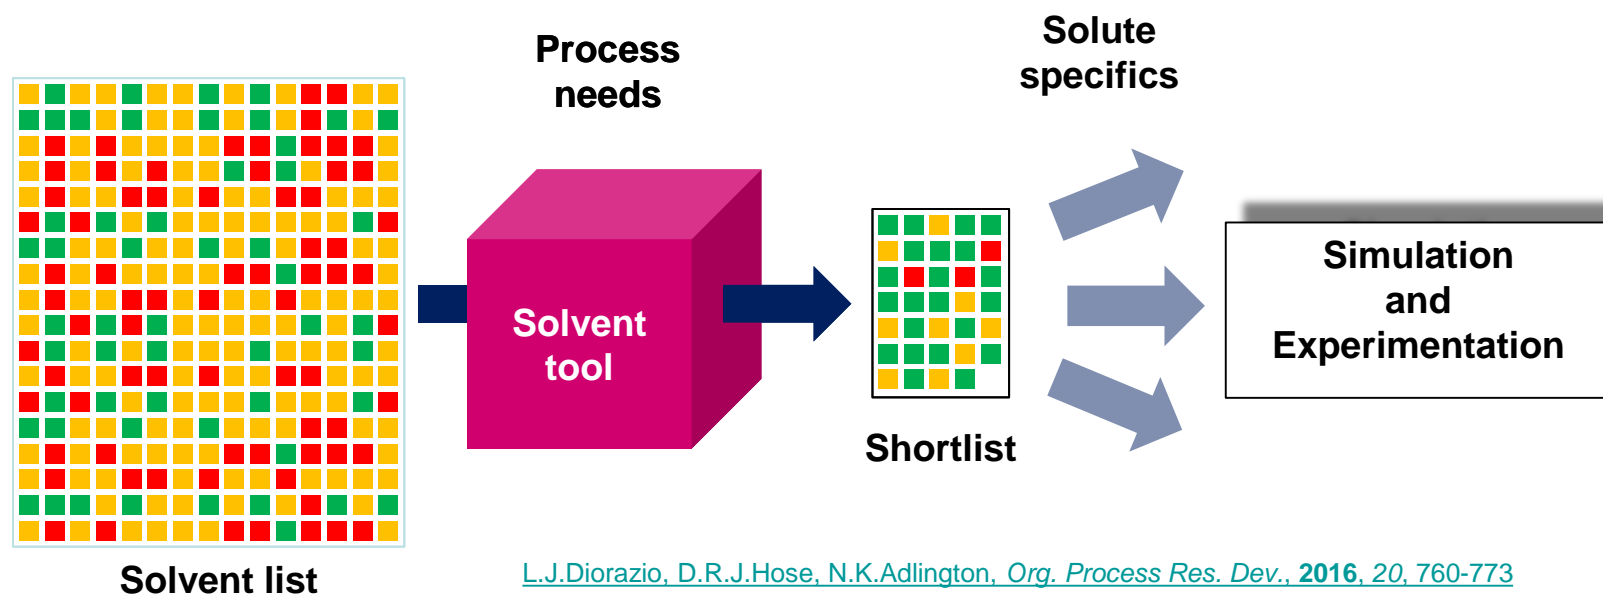 Process
needs
Solute
specifics
Solvent
tool
Simulation
and
Experimentation
Shortlist
Solvent list
L.J.Diorazio, D.R.J.Hose, N.K.Adlington, Org. Process Res. Dev., 2016, 20, 760-773